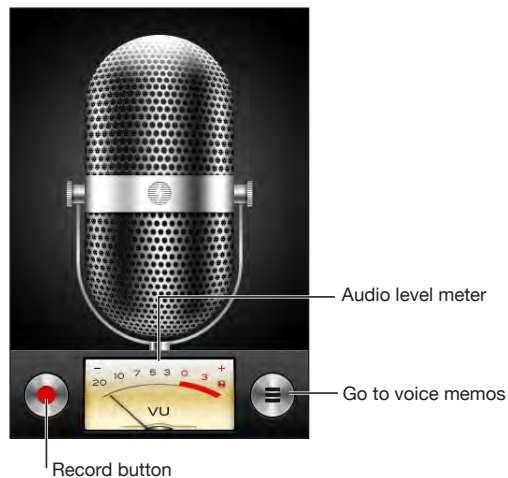 Audio level meter
− 20 10 7 5 3 0 3 +
VU
Go to voice memos
Record button